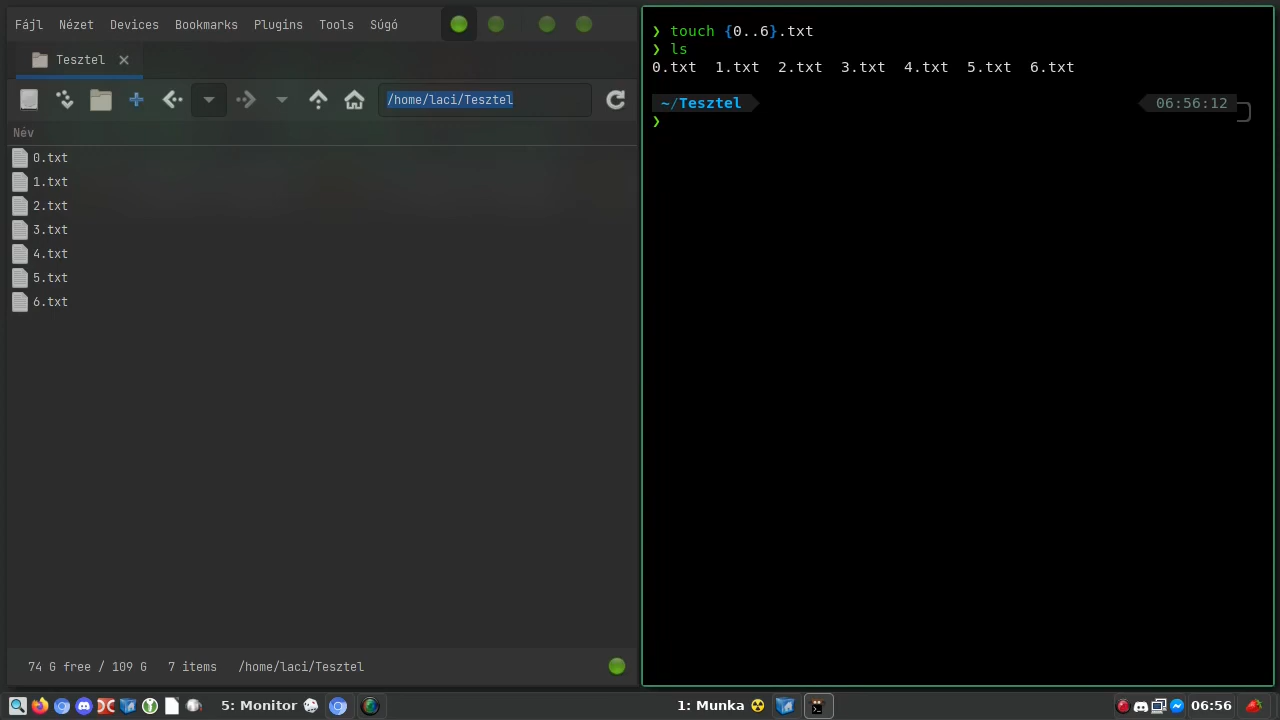 Fájl Nézet Devices Bookmarks Plugins Tools Súgó
Tesztel
/home/laci/Tesztel
Név
0.txt
1.txt
2.txt
3.txt
4.txt
5.txt
6.txt
74 G free / 109 G 7 items /home/laci/Tesztel
❯ touch {0..6}.txt
❯ ls
0.txt 1.txt 2.txt 3.txt 4.txt 5.txt 6.txt
~/Tesztel 06:56:12
❯
5: Monitor 1: Munka 06:56